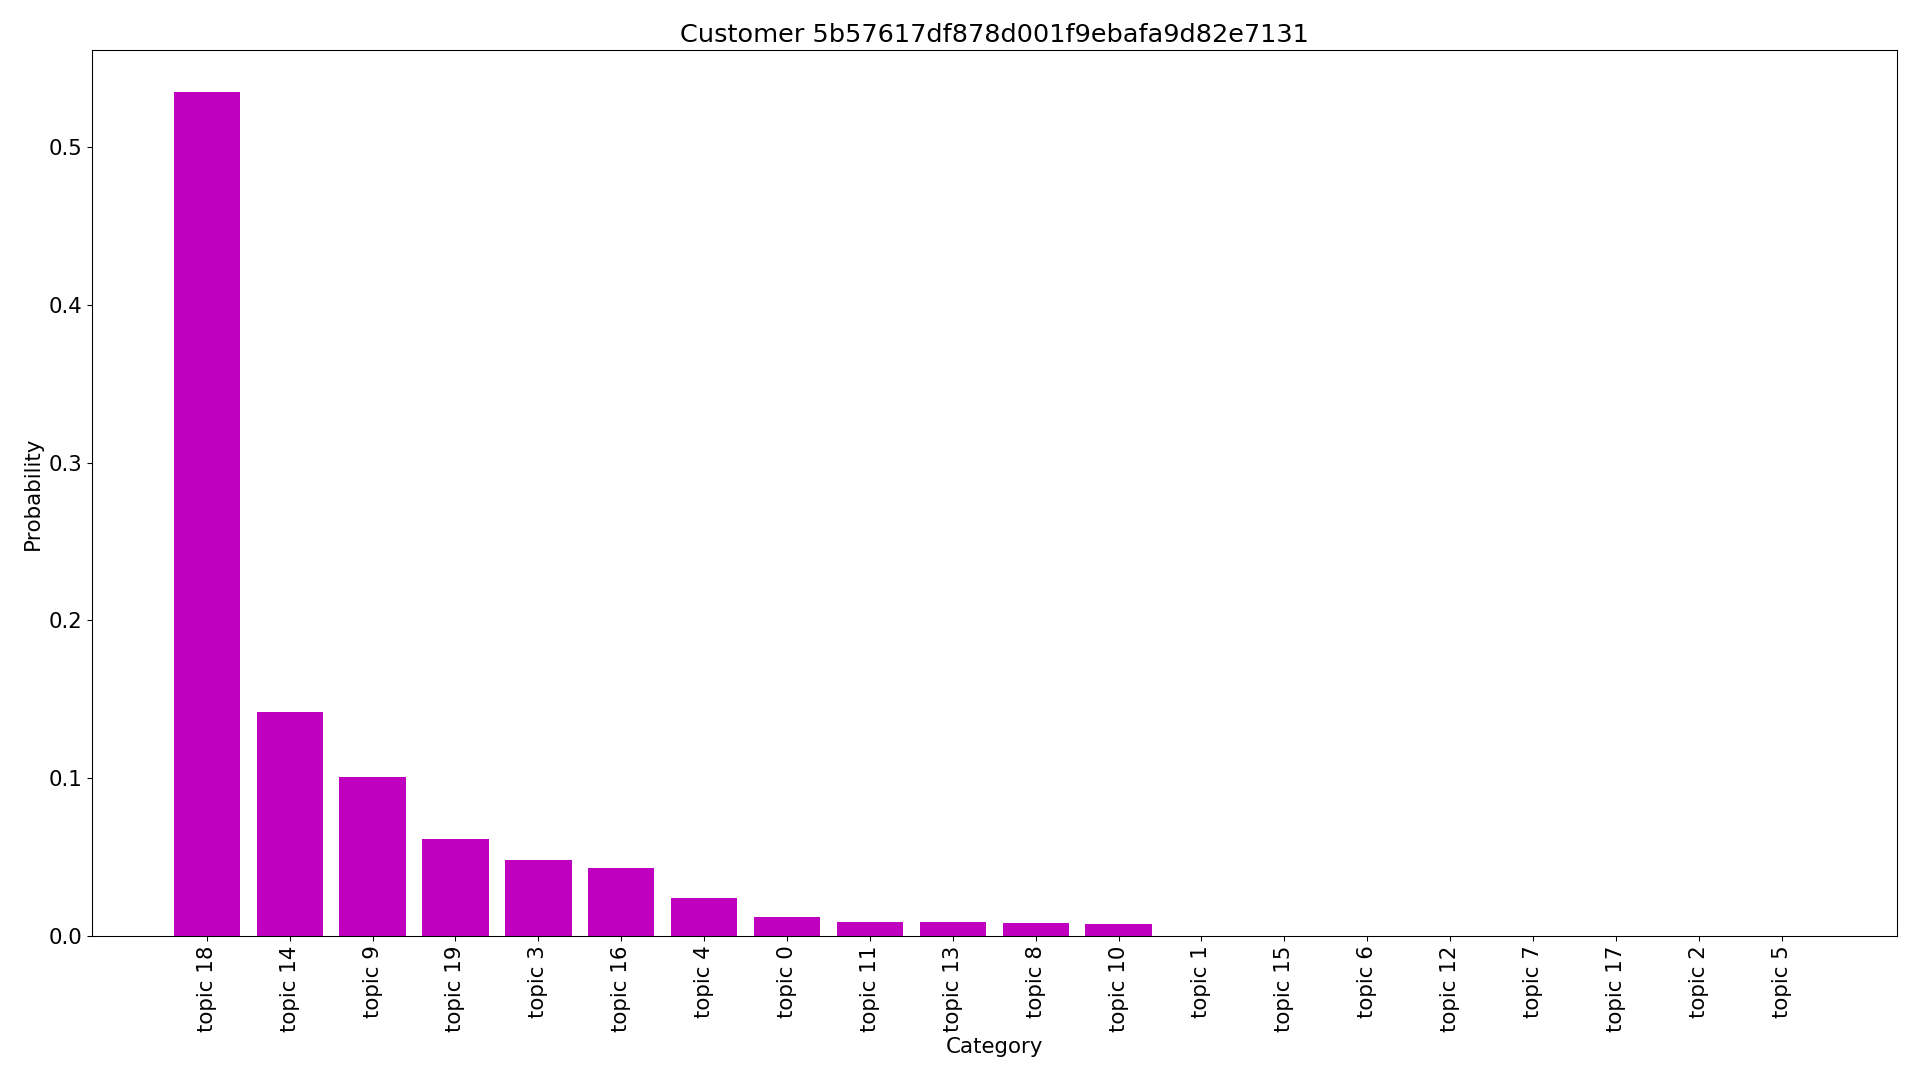 Customer 5b57617df878d001f9ebafa9d82e7131
Probability
0.5
0.4
0.3
0.2
0.1
0.0
topic 18
topic 14
topic 9
topic 19
topic 3
topic 16
topic 4
topic 0
topic 11
topic 13
topic 8
topic 10
topic 1
topic 15
topic 6
topic 12
topic 7
topic 17
topic 2
topic 5
Category